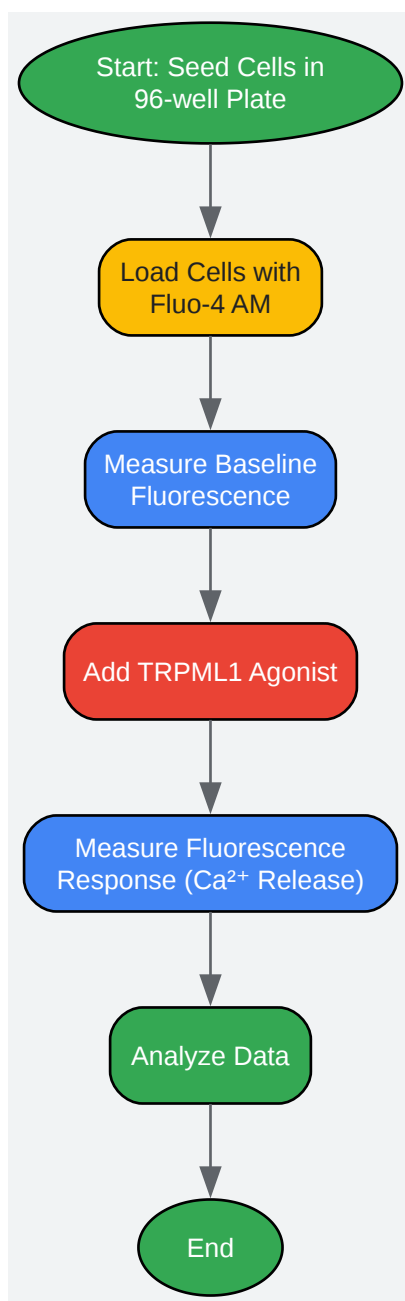 Start: Seed Cells in
96-well Plate
Load Cells with
Fluo-4 AM
Measure Baseline
Fluorescence
Add TRPML1 Agonist
Measure Fluorescence
Response (Ca²⁺ Release)
Analyze Data
End